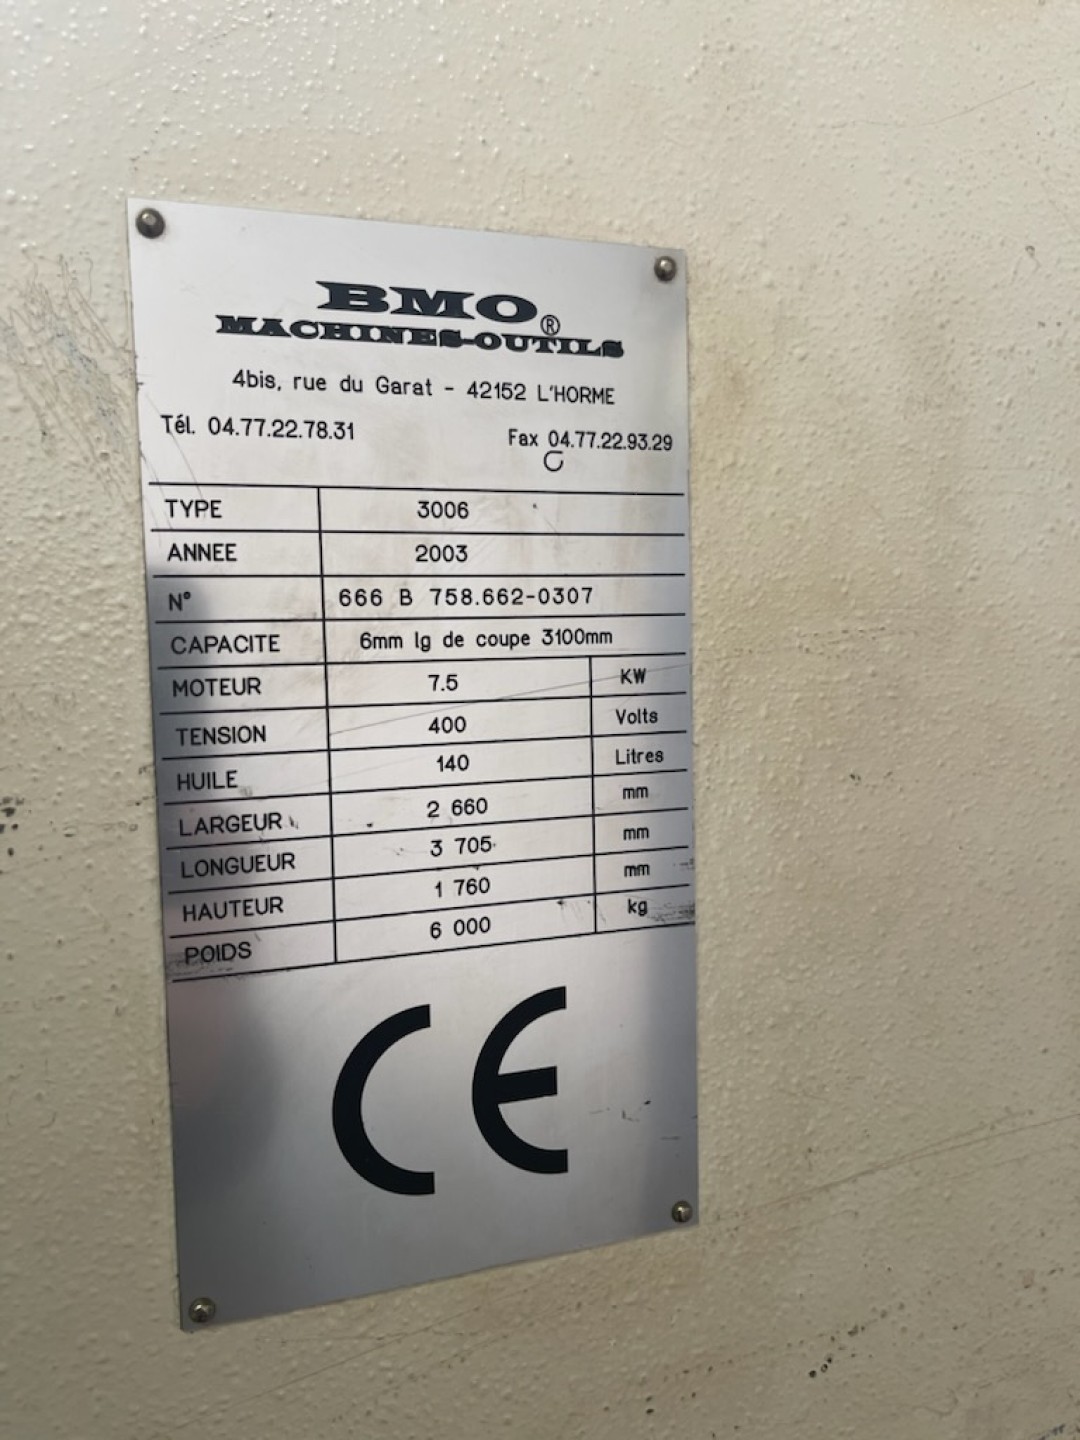 BMO®
MACHINES-OUTILS
4bis, rue du Garat - 42152 L'HORME
Tél. 04.77.22.78.31 Fax 04.77.22.93.29
TYPE 3006
ANNEE 2003
N° 666 B 758.662-0307
CAPACITE 6mm lg de coupe 3100mm
MOTEUR 7.5 KW
TENSION 400 Volts
HUILE 140 Litres
LARGEUR 2 660 mm
LONGUEUR 3 705 mm
HAUTEUR 1 760 mm
POIDS 6 000 kg
CE